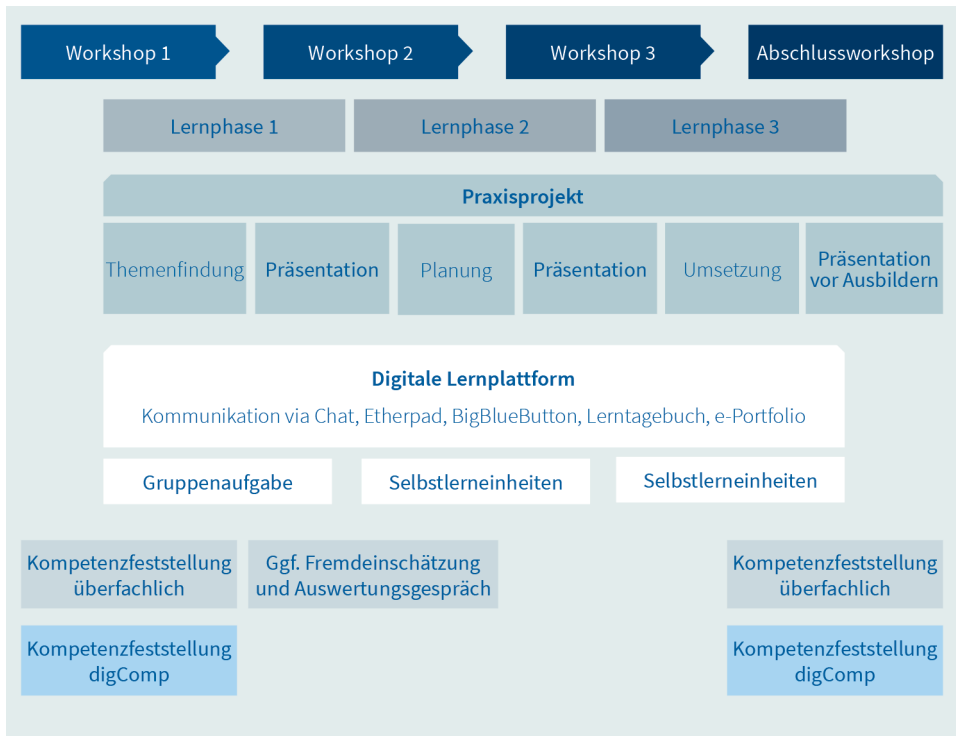 Workshop 1
Workshop 2
Workshop 3
Abschlussworkshop
Lernphase 1
Lernphase 2
Lernphase 3
Praxisprojekt
Themenfindung
Präsentation
Planung
Präsentation
Umsetzung
Präsentation
vor Ausbildern
Digitale Lernplattform
Kommunikation via Chat, Etherpad, BigBlueButton, Lerntagebuch, e-Portfolio
Gruppenaufgabe
Selbstlerneinheiten
Selbstlerneinheiten
Kompetenzfeststellung
überfachlich
Ggf. Fremdeinschätzung
und Auswertungsgespräch
Kompetenzfeststellung
überfachlich
Kompetenzfeststellung
digComp
Kompetenzfeststellung
digComp